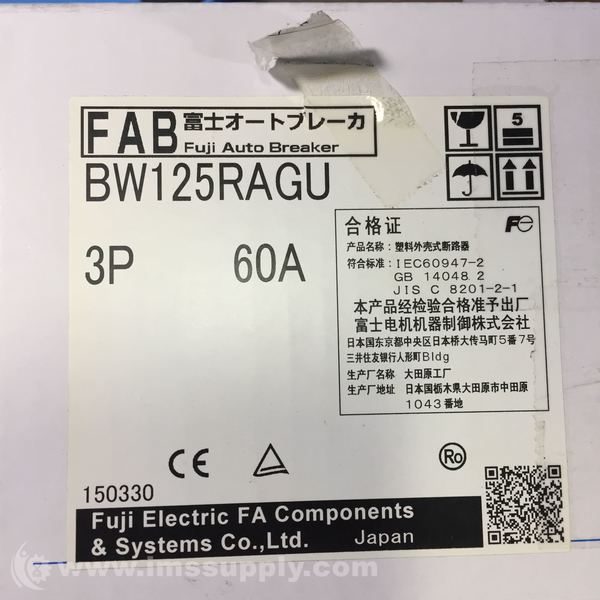 FAB 富士オートブレーカ
Fuji Auto Breaker
BW125RAGU
3P 60A
5
合格证 Fe
产品名称：塑料外壳式断路器
符合标准：IEC60947-2
GB 14048.2
JIS C 8201-2-1
本产品经检验合格准予出厂
富士电机机器制御株式会社
日本国东京都中央区日本桥大传马町5番7号
三井住友银行人形町Bldg
生产厂名称 大田原工厂
生产厂地址 日本国栃木県大田原市中田原
1043番地
CE
Ro
150330
Fuji Electric FA Components
& Systems Co.,Ltd. Japan
© www.imssupply.com